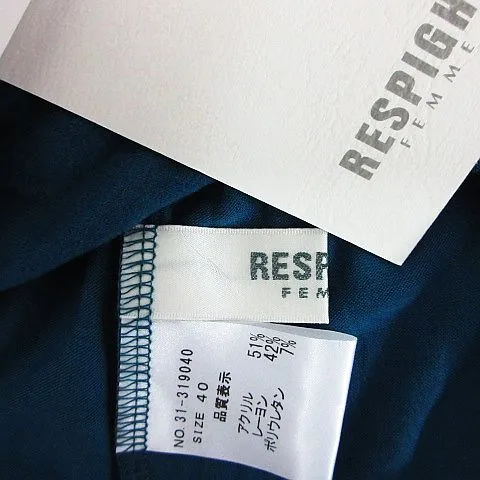 RESPIGH
FEMME
RESP
FEM
NO.31-319040
SIZE 40
品質表示
アクリル 51%
レーヨン 42%
ポリウレタン 7%